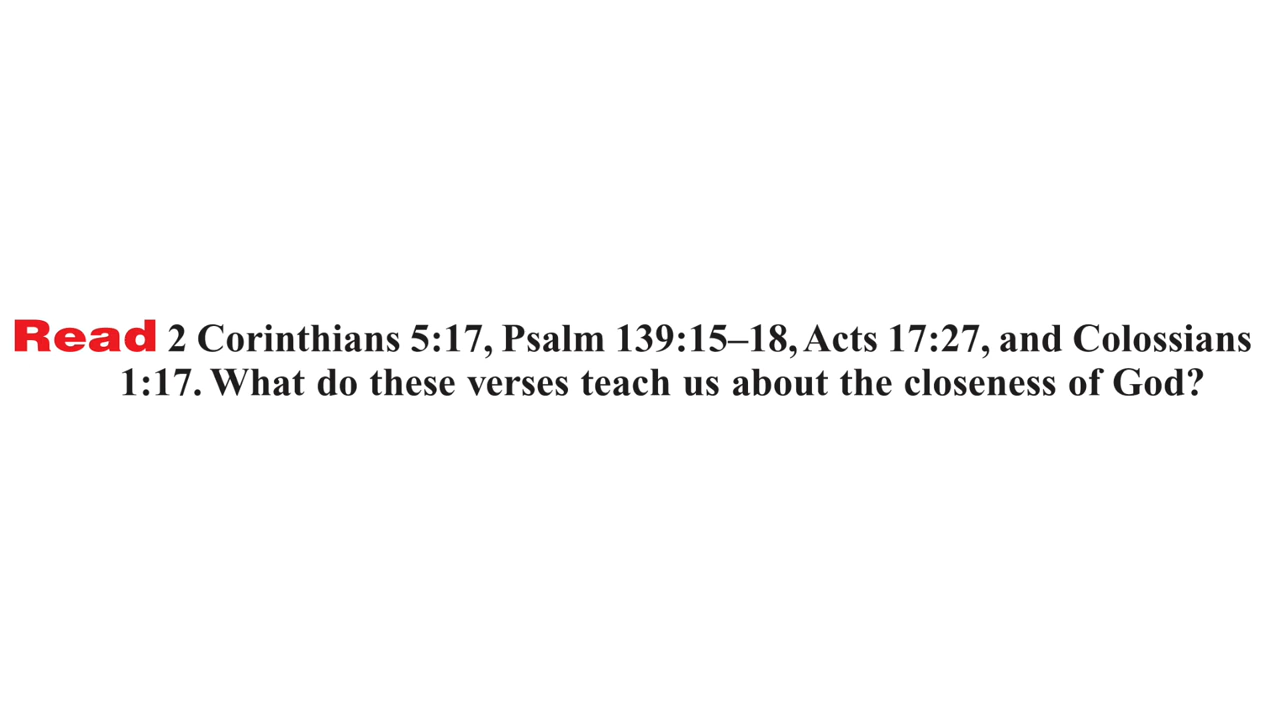 Read 2 Corinthians 5:17, Psalm 139:15–18, Acts 17:27, and Colossians
1:17. What do these verses teach us about the closeness of God?